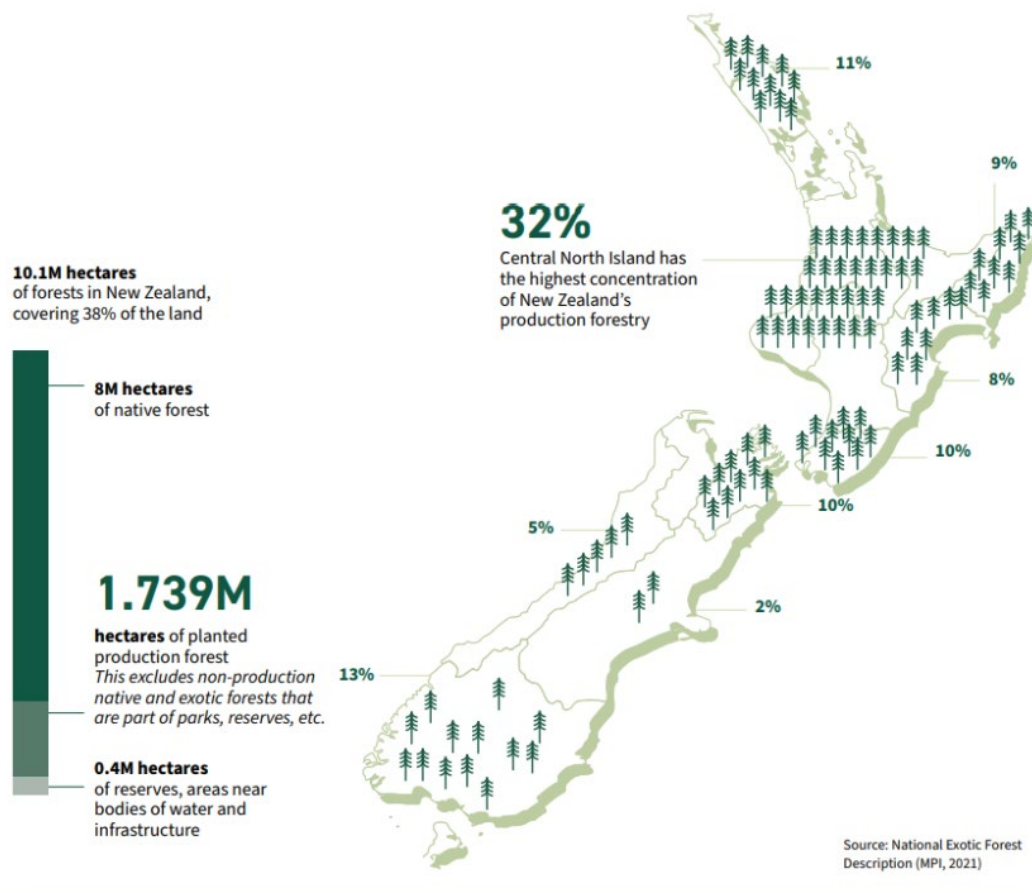 11%
9%
32%
Central North Island has
the highest concentration
of New Zealand's
production forestry
10.1M hectares
of forests in New Zealand,
covering 38% of the land
8M hectares
of native forest
8%
10%
10%
5%
2%
1.739M
hectares of planted
production forest
This excludes non-production
native and exotic forests that
are part of parks, reserves, etc.
13%
0.4M hectares
of reserves, areas near
bodies of water and
infrastructure
Source: National Exotic Forest
Description (MPI, 2021)